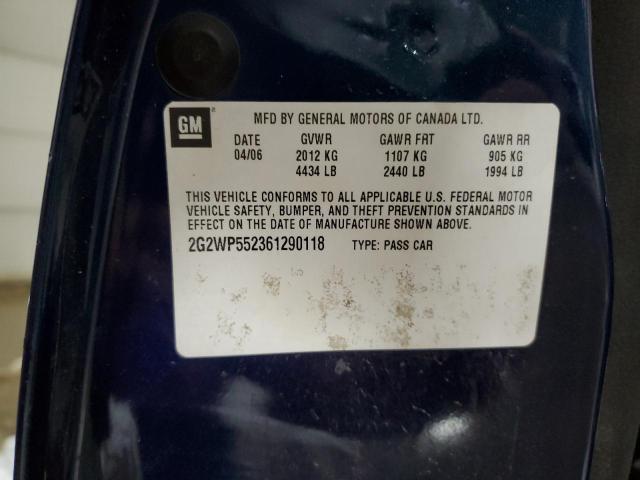 GM
MFD BY GENERAL MOTORS OF CANADA LTD.
DATE GVWR GAWR FRT GAWR RR
04/06 2012 KG 1107 KG 905 KG
4434 LB 2440 LB 1994 LB
THIS VEHICLE CONFORMS TO ALL APPLICABLE U.S. FEDERAL MOTOR
VEHICLE SAFETY, BUMPER, AND THEFT PREVENTION STANDARDS IN
EFFECT ON THE DATE OF MANUFACTURE SHOWN ABOVE.
2G2WP552361290118 TYPE: PASS CAR